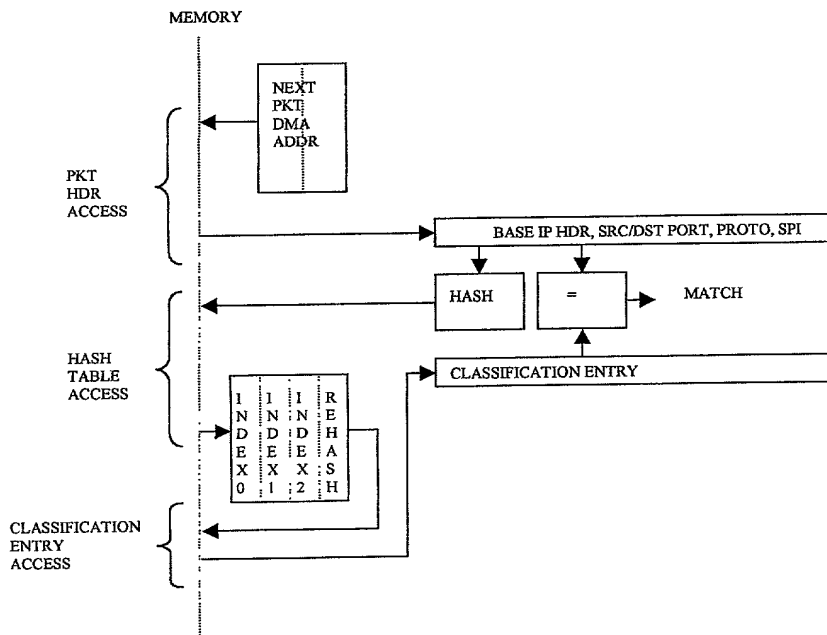 MEMORY
NEXT
PKT
DMA
ADDR
PKT
HDR
ACCESS
BASE IP HDR, SRC/DST PORT, PROTO, SPI
HASH
=
MATCH
HASH
TABLE
ACCESS
CLASSIFICATION ENTRY
INDEX0
INDEX1
INDEX2
REHASH
CLASSIFICATION
ENTRY
ACCESS